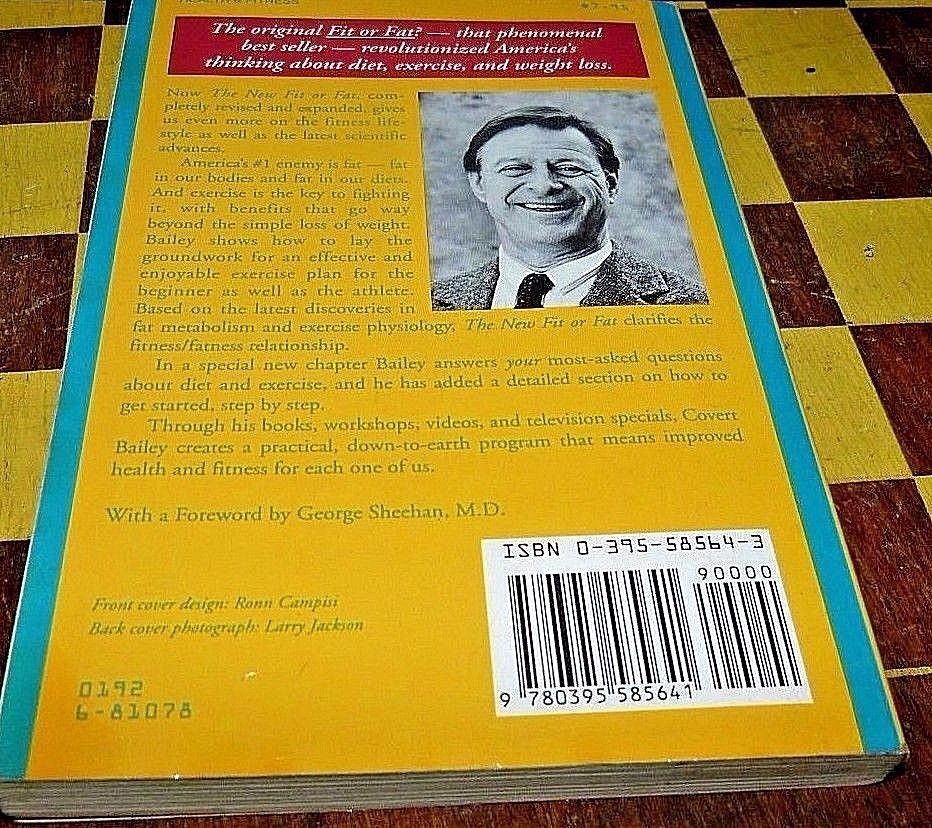 HEALTH & FITNESS
$7.95
The original Fit or Fat? — that phenomenal
best seller — revolutionized America's
thinking about diet, exercise, and weight loss.
Now The New Fit or Fat, com-
pletely revised and expanded, gives
us even more on the fitness life-
style as well as the latest scientific
advances.
America's #1 enemy is fat — fat
in our bodies and fat in our diets.
And exercise is the key to fighting
it, with benefits that go way
beyond the simple loss of weight.
Bailey shows how to lay the
groundwork for an effective and
enjoyable exercise plan for the
beginner as well as the athlete.
Based on the latest discoveries in
fat metabolism and exercise physiology, The New Fit or Fat clarifies the
fitness/fatness relationship.
In a special new chapter Bailey answers your most-asked questions
about diet and exercise, and he has added a detailed section on how to
get started, step by step.
Through his books, workshops, videos, and television specials, Covert
Bailey creates a practical, down-to-earth program that means improved
health and fitness for each one of us.
With a Foreword by George Sheehan, M.D.
ISBN 0-395-58564-3
90000
9 780395 585641
Front cover design: Ronn Campisi
Back cover photograph: Larry Jackson
0192
6-81078